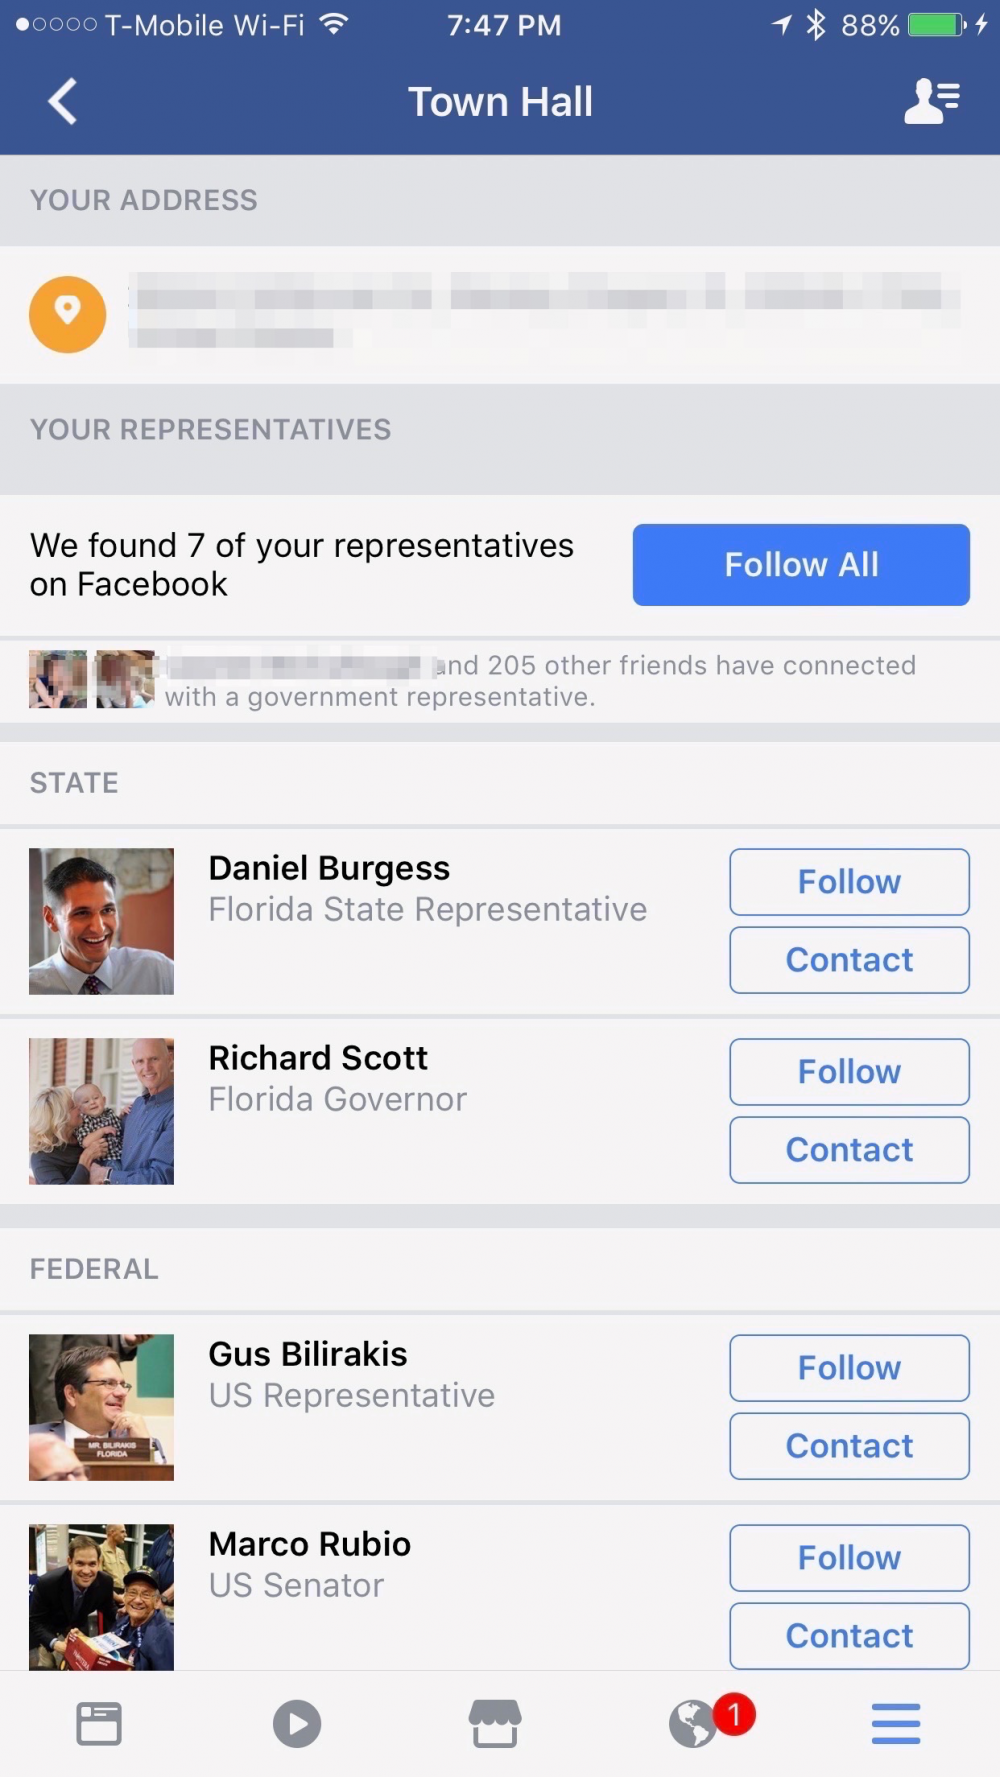 T-Mobile Wi-Fi 7:47 PM 88%
Town Hall
YOUR ADDRESS
YOUR REPRESENTATIVES
We found 7 of your representatives
on Facebook
Follow All
and 205 other friends have connected
with a government representative.
STATE
Daniel Burgess
Florida State Representative
Follow
Contact
Richard Scott
Florida Governor
Follow
Contact
FEDERAL
Gus Bilirakis
US Representative
MR. BILIRAKIS
FLORIDA
Follow
Contact
Marco Rubio
US Senator
Follow
Contact
1